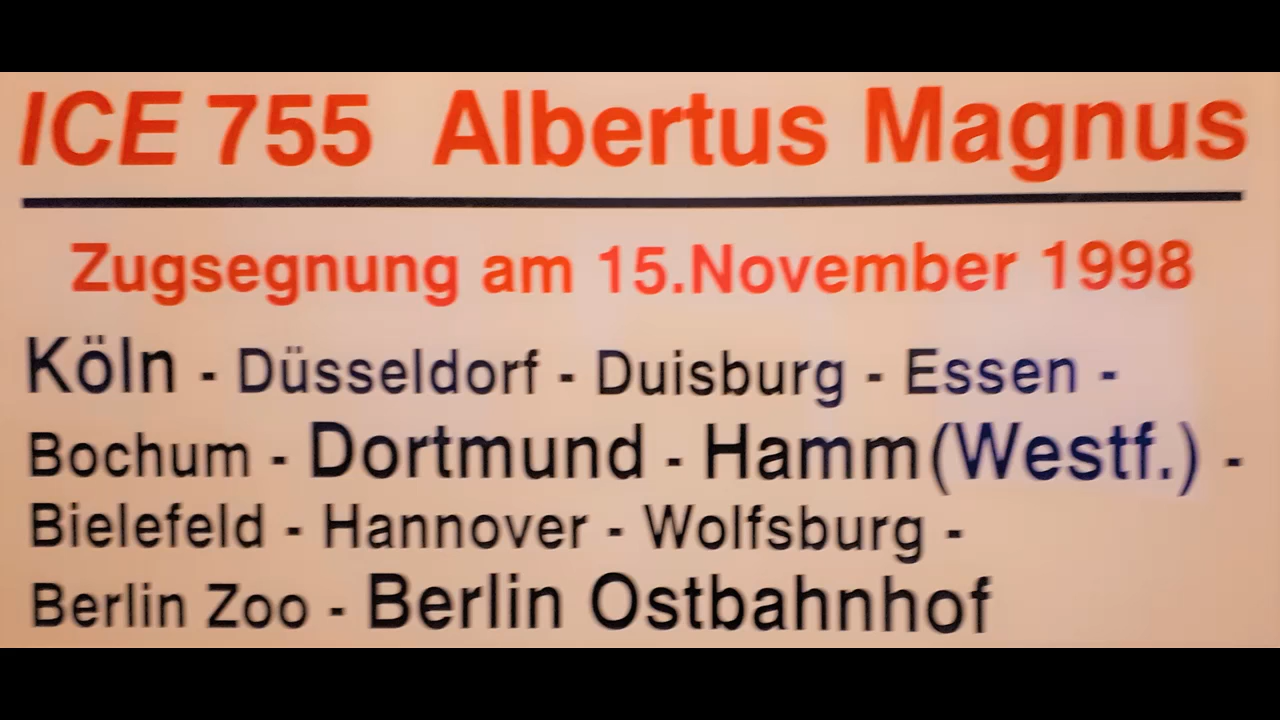 ICE 755 Albertus Magnus
Zugsegnung am 15.November 1998
Köln - Düsseldorf - Duisburg - Essen -
Bochum - Dortmund - Hamm(Westf.) -
Bielefeld - Hannover - Wolfsburg -
Berlin Zoo - Berlin Ostbahnhof